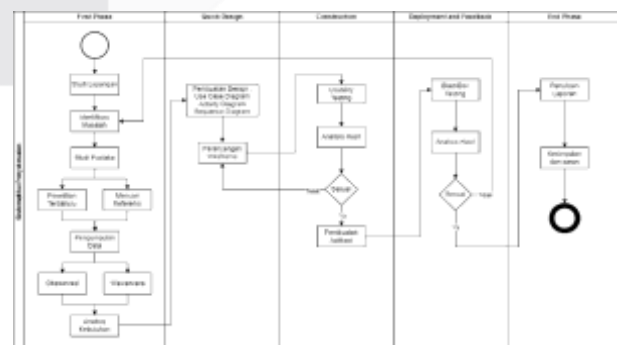 First Phase
Quick Design
Construction
Deployment and Feedback
End Phase
Studi Lapangan
Identifikasi
Masalah
Studi Pustaka
Penelitian
Terdahulu
Mencari
Referensi
Pengumpulan
Data
Observasi
Wawancara
Analisis
Kebutuhan
Pembuatan Design
Use Case Diagram
Activity Diagram
Sequence Diagram
Perancangan
Wireframe
Usability
Testing
Analisis Hasil
Sesuai
Tidak
Ya
Pembuatan
Aplikasi
BlackBox
Testing
Analisis Hasil
Sesuai
Tidak
Ya
Penulisan
Laporan
Kesimpulan
dan saran